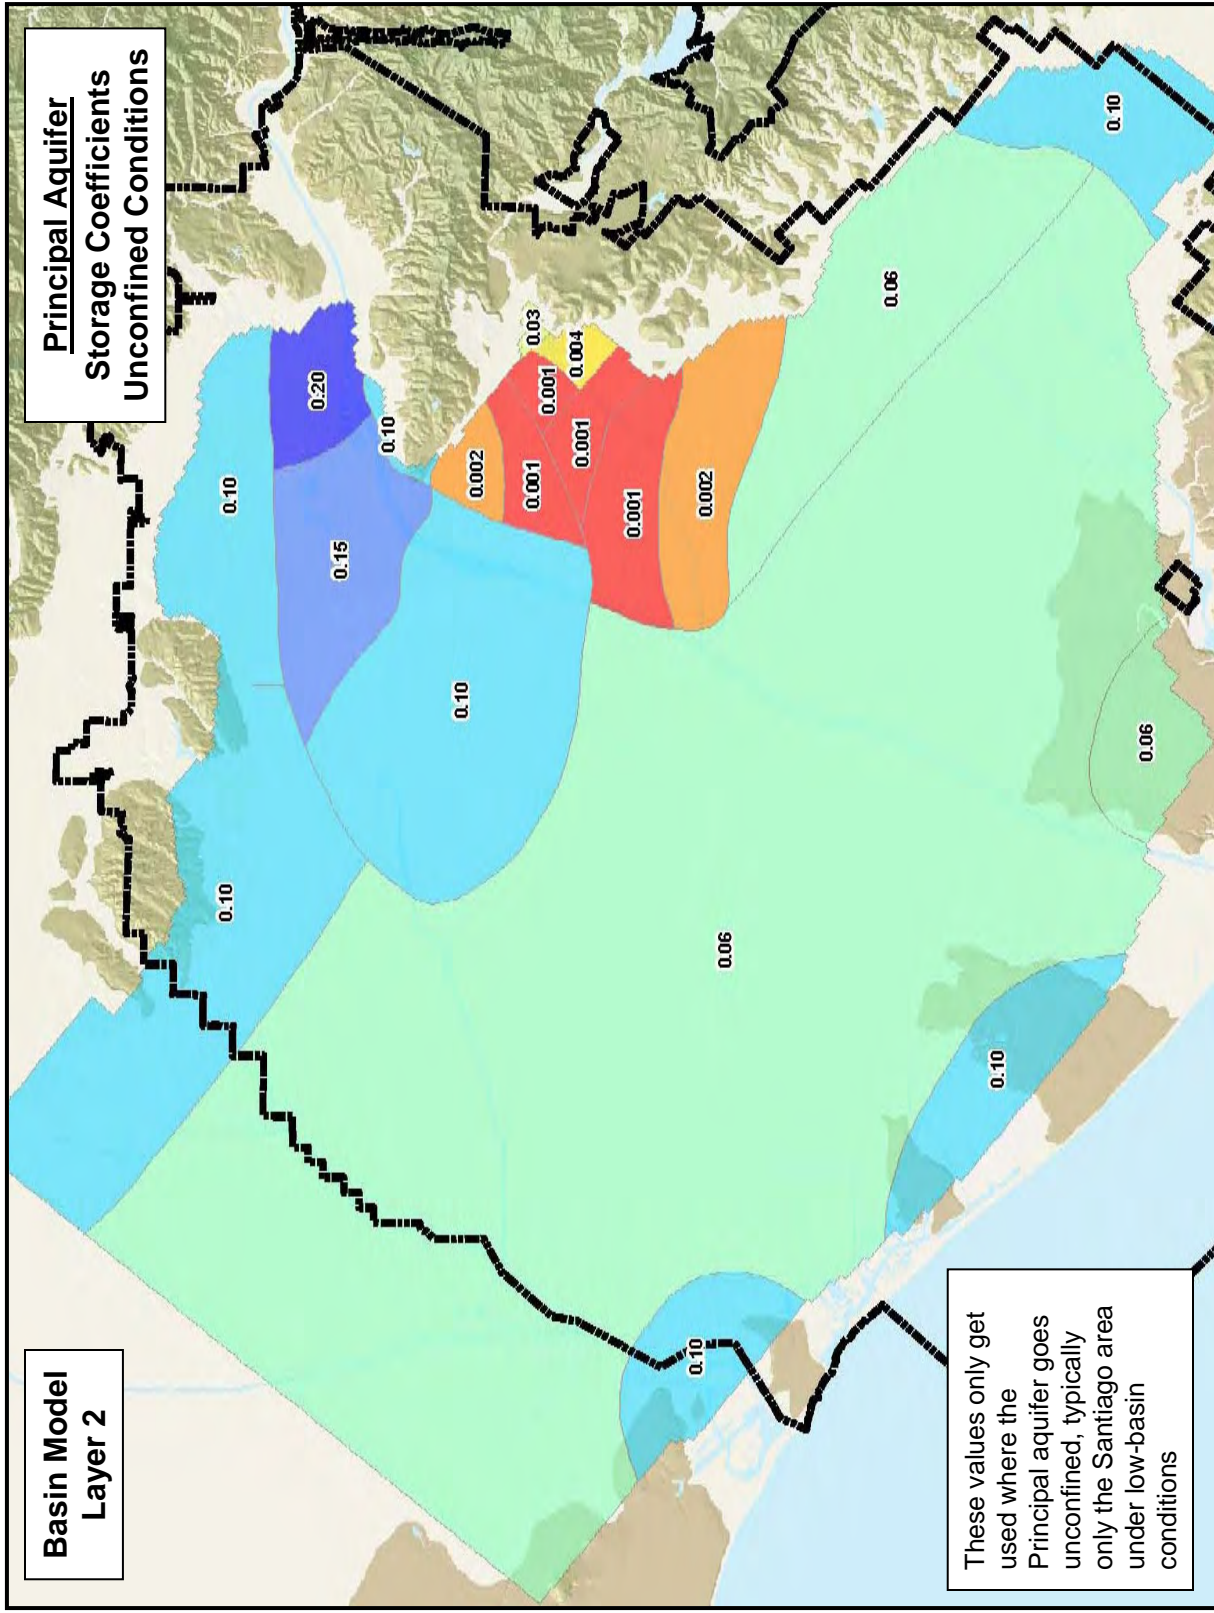 Basin Model
Layer 2
Principal Aquifer
Storage Coefficients
Unconfined Conditions
0.10
0.10
0.20
0.15
0.10
0.10
0.002
0.001
0.001
0.001
0.03
0.004
0.001
0.002
0.06
0.10
0.06
0.06
0.10
0.10
These values only get
used where the
Principal aquifer goes
unconfined, typically
only the Santiago area
under low-basin
conditions